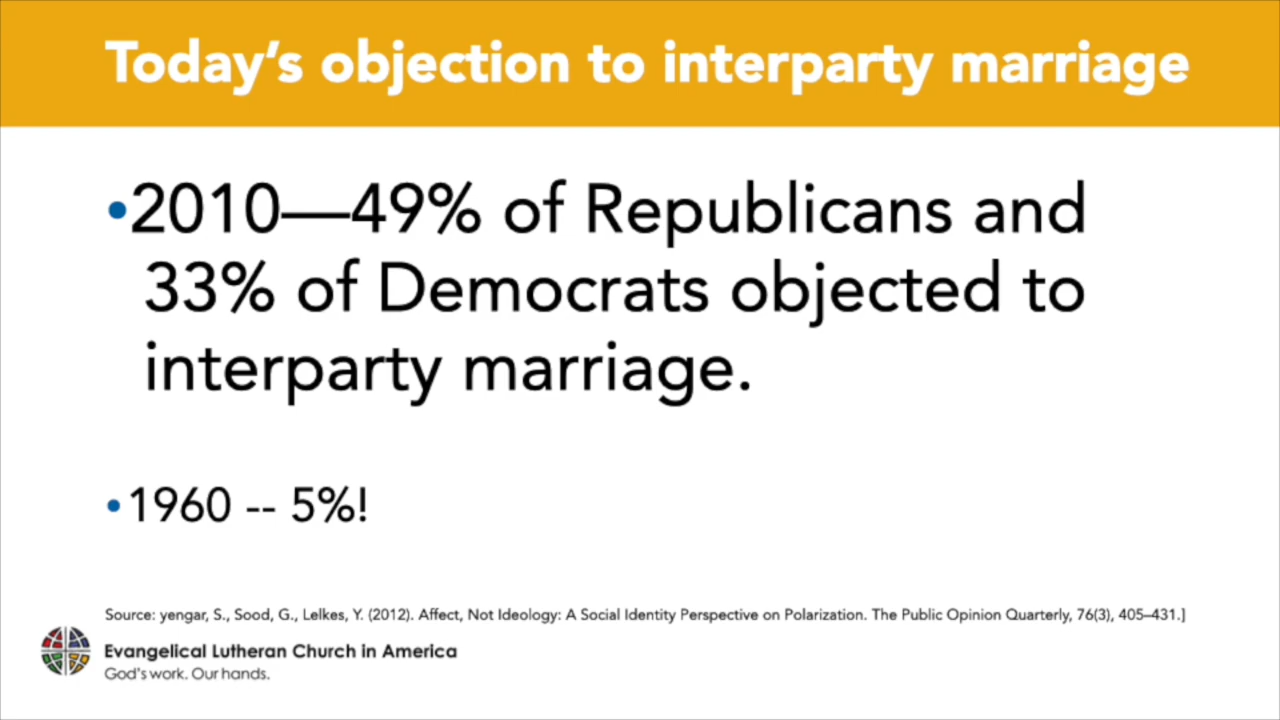 Today’s objection to interparty marriage
•2010—49% of Republicans and
33% of Democrats objected to
interparty marriage.
•1960 -- 5%!
Source: yengar, S., Sood, G., Lelkes, Y. (2012). Affect, Not Ideology: A Social Identity Perspective on Polarization. The Public Opinion Quarterly, 76(3), 405–431.]
Evangelical Lutheran Church in America
God's work. Our hands.